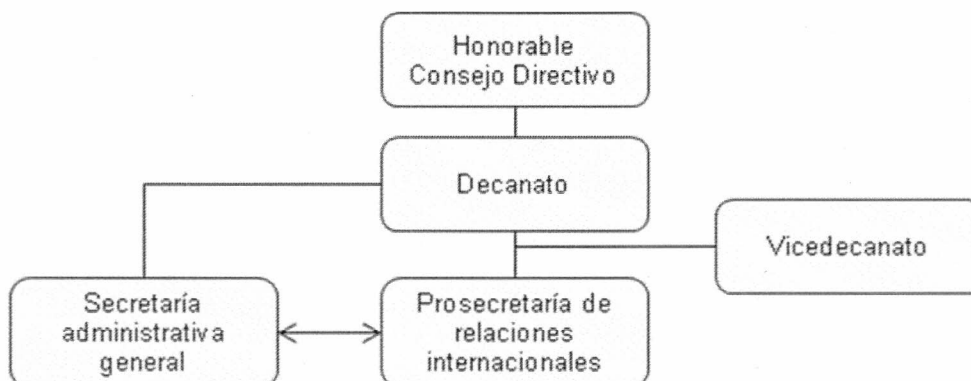 Honorable
Consejo Directivo
Decanato
Vicedecanato
Secretaría
administrativa
general
Prosecretaría de
relaciones
internacionales